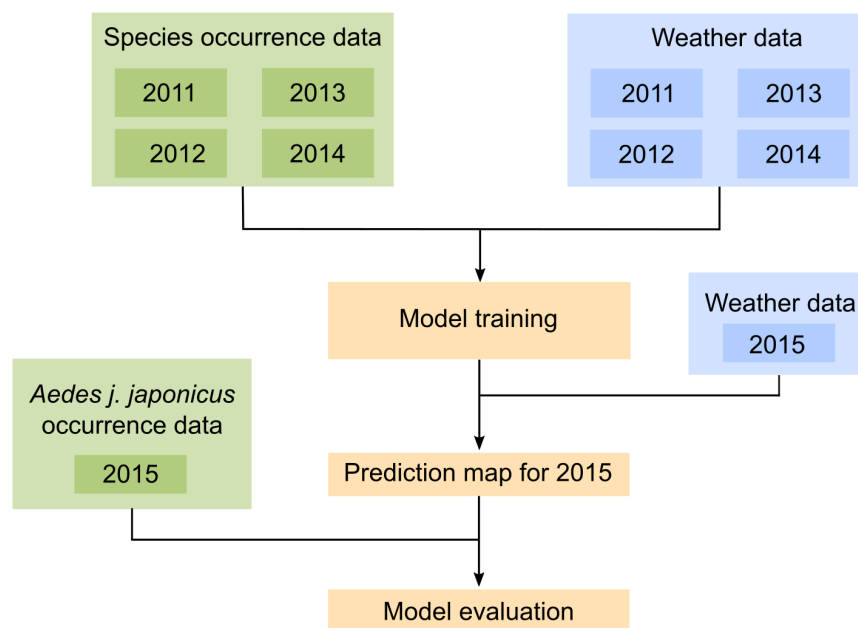 Species occurrence data
2011
2013
2012
2014
Weather data
2011
2013
2012
2014
Model training
Weather data
2015
Aedes j. japonicus
occurrence data
2015
Prediction map for 2015
Model evaluation